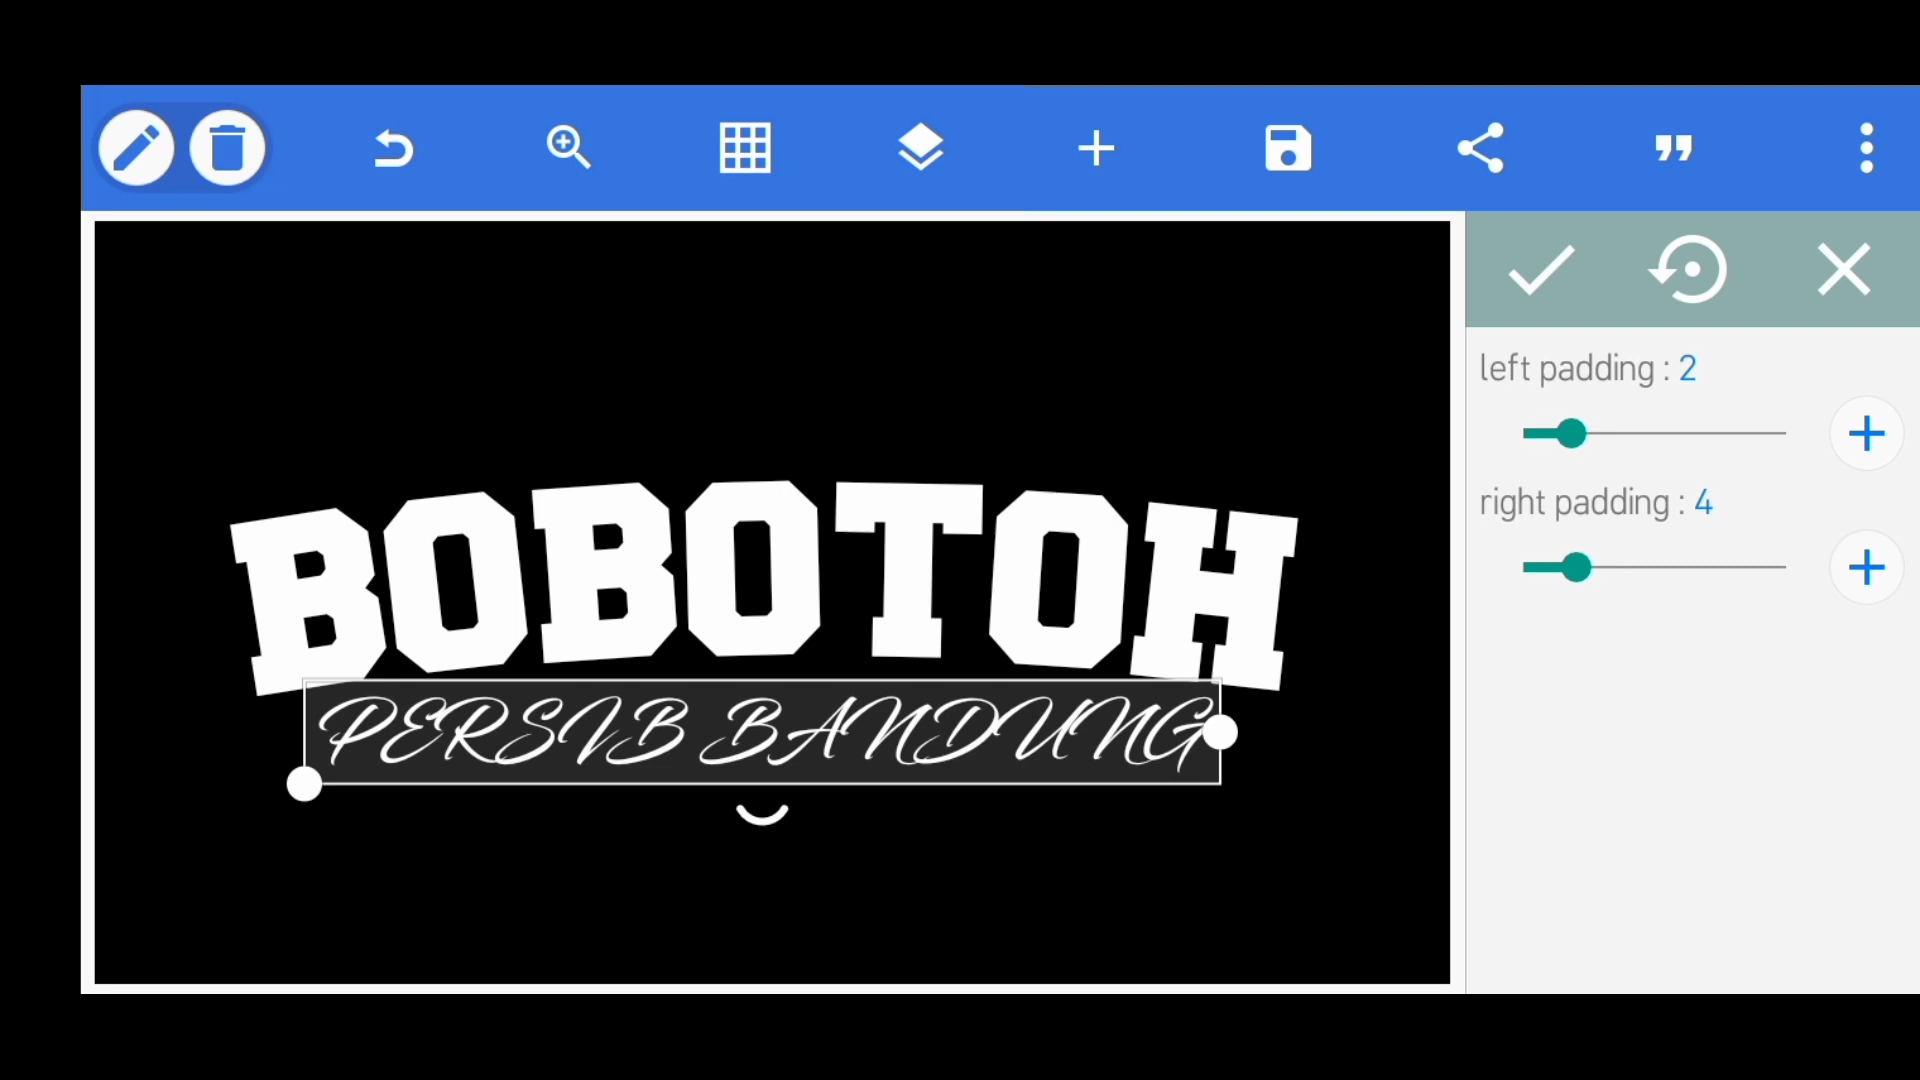 left padding : 2
right padding : 4
BOBOTOH
PERSIB BANDUNG